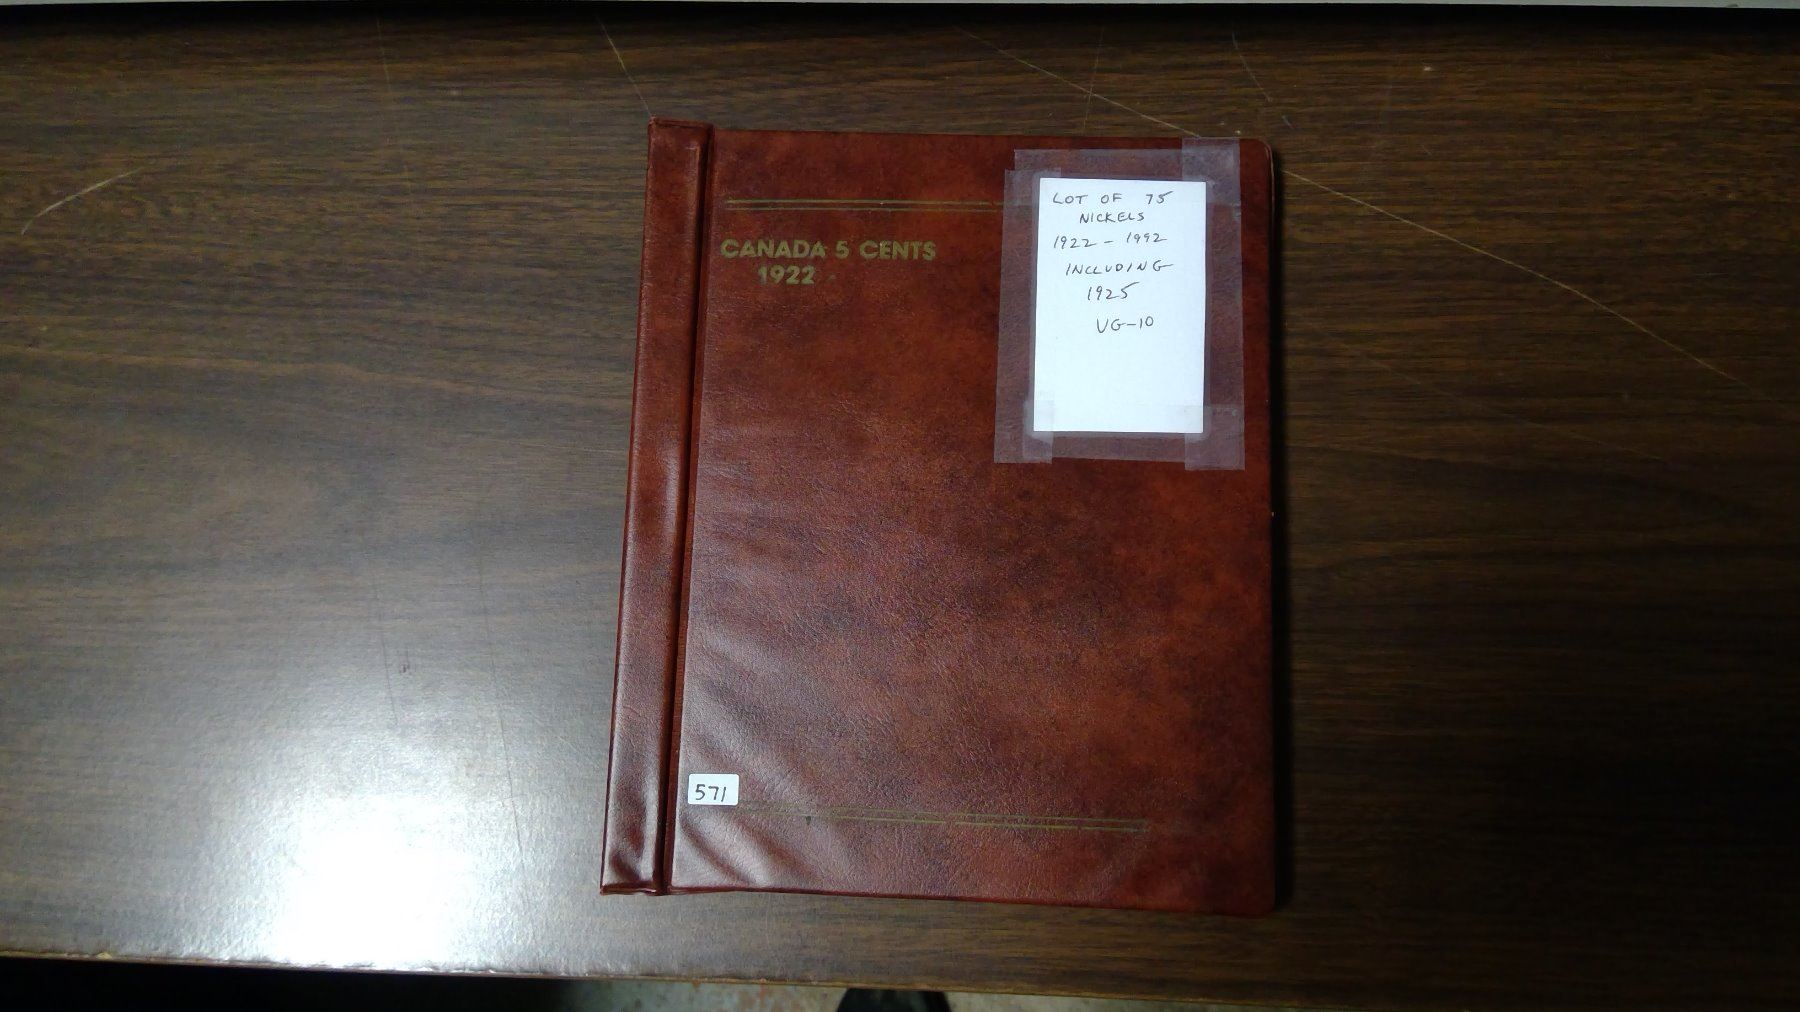 CANADA 5 CENTS
1922
LOT OF 75
NICKELS
1922 - 1992
INCLUDING
1925
VG-10
571